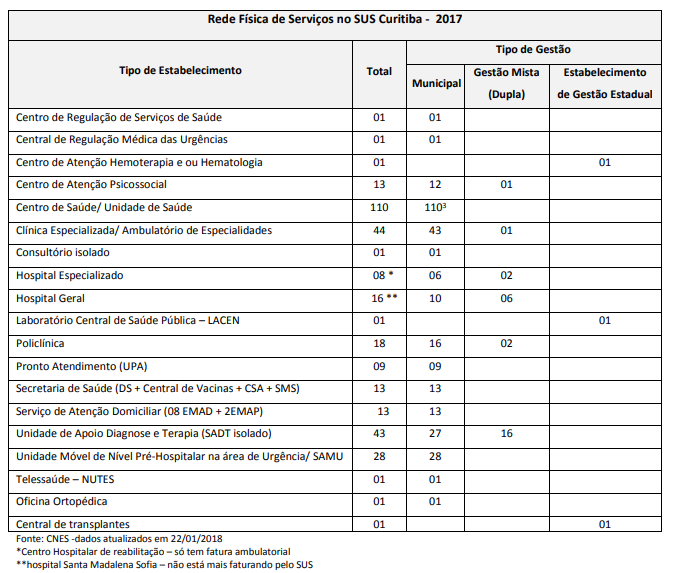 Rede Física de Serviços no SUS Curitiba - 2017
Tipo de Estabelecimento Total Tipo de Gestão
Municipal Gestão Mista (Dupla) Estabelecimento de Gestão Estadual
Centro de Regulação de Serviços de Saúde 01 01
Central de Regulação Médica das Urgências 01 01
Centro de Atenção Hemoterapia e ou Hematologia 01 01
Centro de Atenção Psicossocial 13 12 01
Centro de Saúde/ Unidade de Saúde 110 110³
Clínica Especializada/ Ambulatório de Especialidades 44 43 01
Consultório isolado 01 01
Hospital Especializado 08 * 06 02
Hospital Geral 16 ** 10 06
Laboratório Central de Saúde Pública – LACEN 01 01
Policlínica 18 16 02
Pronto Atendimento (UPA) 09 09
Secretaria de Saúde (DS + Central de Vacinas + CSA + SMS) 13 13
Serviço de Atenção Domiciliar (08 EMAD + 2EMAP) 13 13
Unidade de Apoio Diagnose e Terapia (SADT isolado) 43 27 16
Unidade Móvel de Nível Pré-Hospitalar na área de Urgência/ SAMU 28 28
Telessaúde – NUTES 01 01
Oficina Ortopédica 01 01
Central de transplantes 01 01
Fonte: CNES -dados atualizados em 22/01/2018
*Centro Hospitalar de reabilitação – só tem fatura ambulatorial
**hospital Santa Madalena Sofia – não está mais faturando pelo SUS